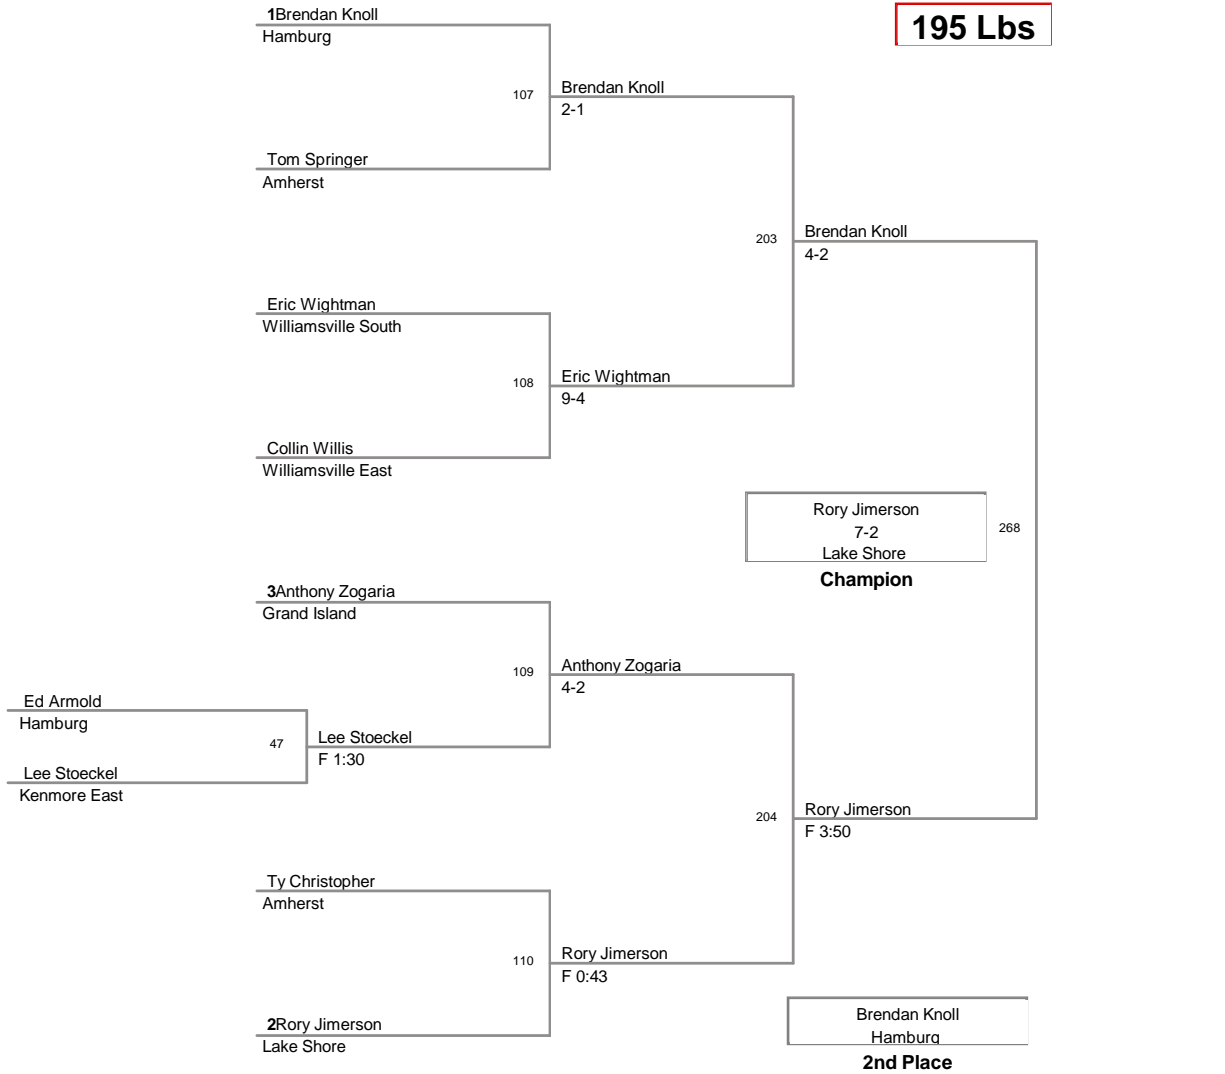 195 Lbs
1Brendan Knoll
Hamburg
107
Brendan Knoll
2-1
Tom Springer
Amherst
203
Brendan Knoll
4-2
Eric Wightman
Williamsville South
108
Eric Wightman
9-4
Collin Willis
Williamsville East
Rory Jimerson
7-2
Lake Shore
Champion
268
3Anthony Zogaria
Grand Island
109
Anthony Zogaria
4-2
Ed Armold
Hamburg
47
Lee Stoeckel
F 1:30
Lee Stoeckel
Kenmore East
204
Rory Jimerson
F 3:50
Ty Christopher
Amherst
110
Rory Jimerson
F 0:43
2Rory Jimerson
Lake Shore
Brendan Knoll
Hamburg
2nd Place